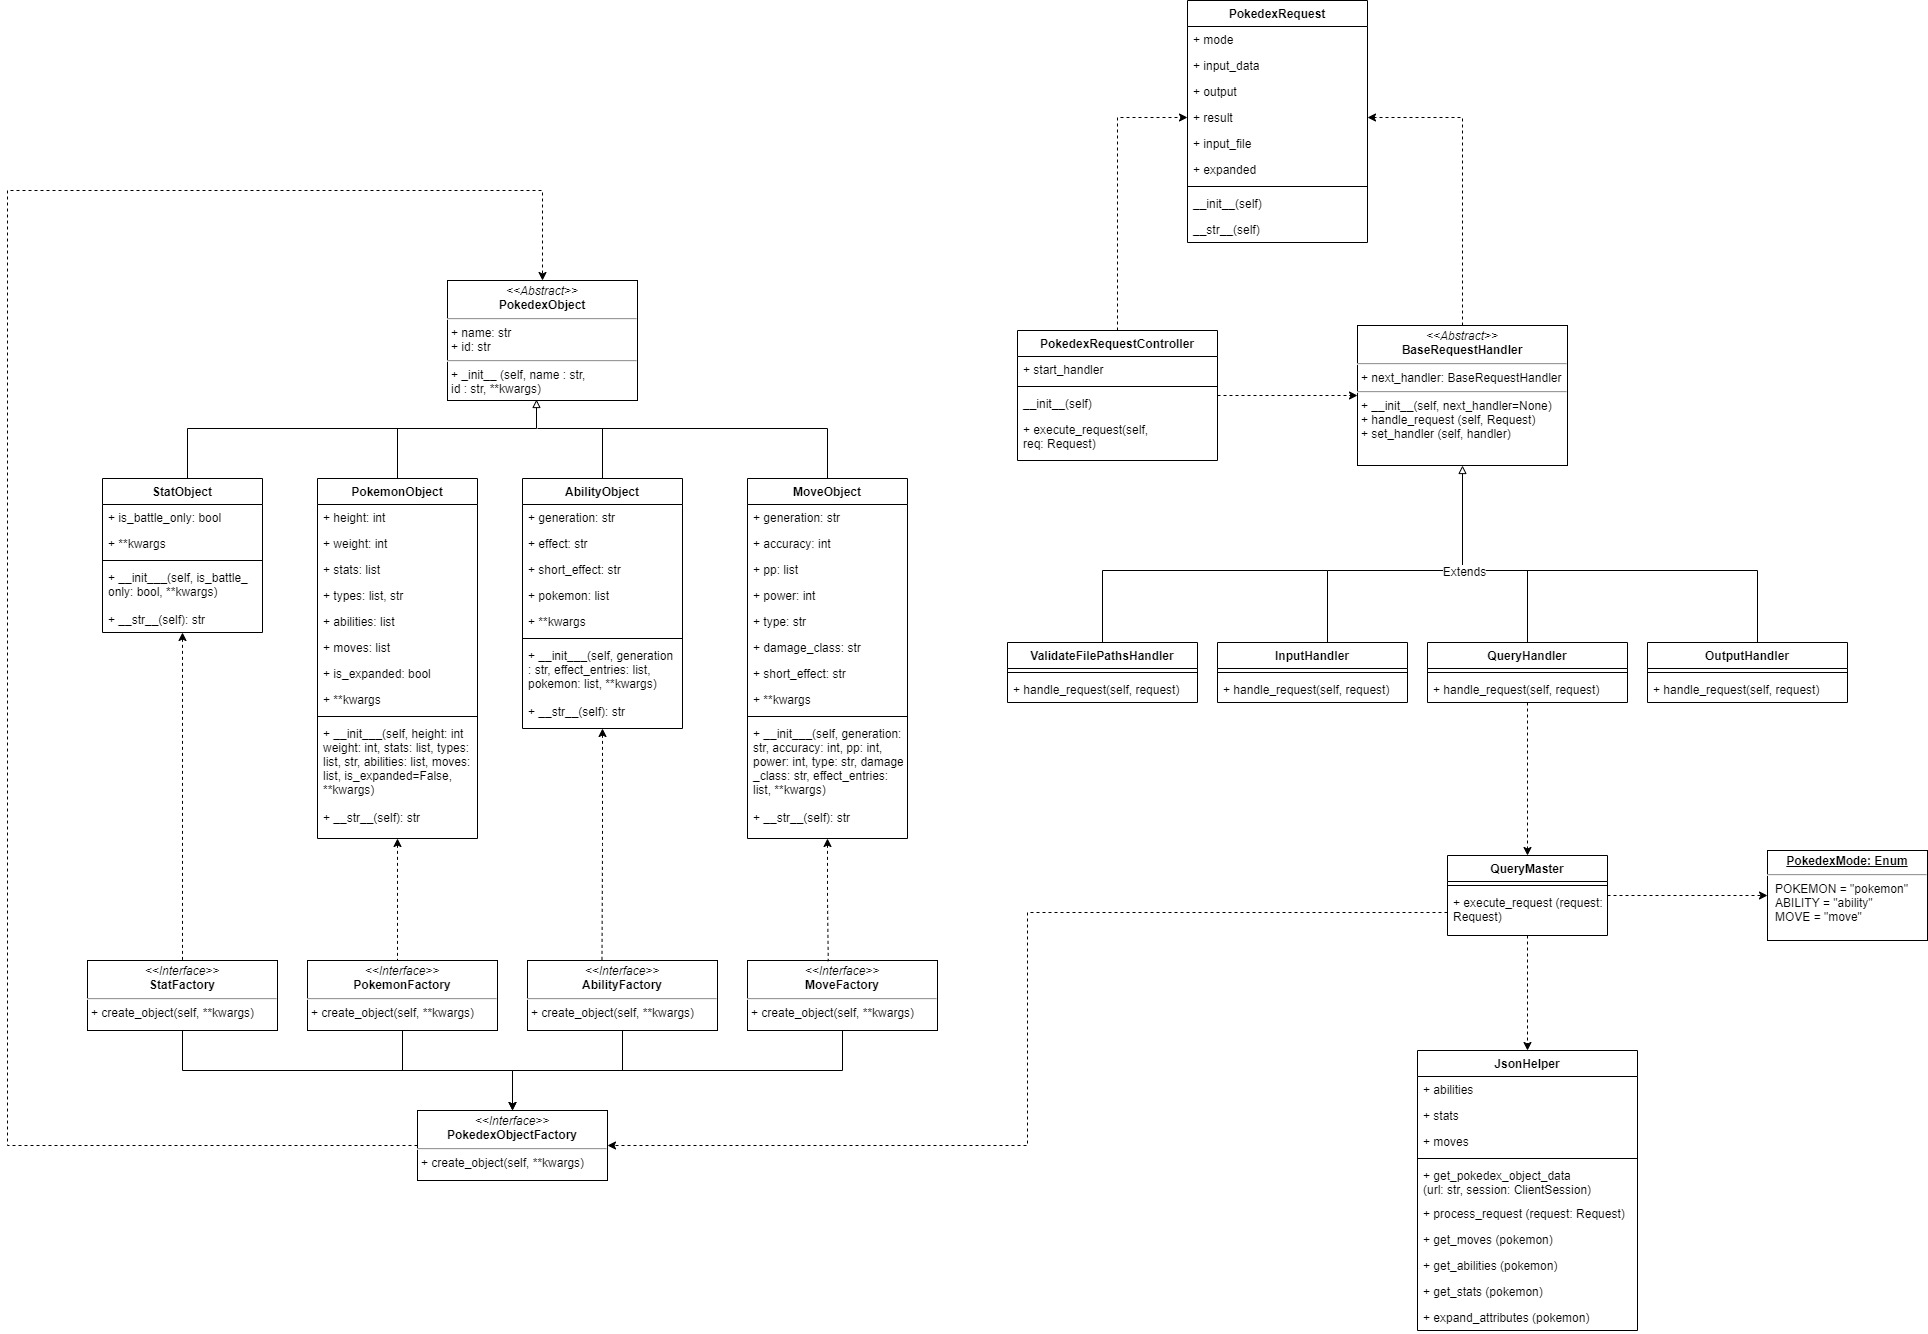 PokedexRequest
+ mode
+ input_data
+ output
+ result
+ input_file
+ expanded
__init__(self)
__str__(self)
<<Abstract>>
PokedexObject
+ name: str
+ id: str
+ _init__ (self, name : str,
id : str, **kwargs)
PokedexRequestController
+ start_handler
__init__(self)
+ execute_request(self,
req: Request)
<<Abstract>>
BaseRequestHandler
+ next_handler: BaseRequestHandler
+ __init__(self, next_handler=None)
+ handle_request (self, Request)
+ set_handler (self, handler)
StatObject
+ is_battle_only: bool
+ **kwargs
+ __init___(self, is_battle_
only: bool, **kwargs)
+ __str__(self): str
PokemonObject
+ height: int
+ weight: int
+ stats: list
+ types: list, str
+ abilities: list
+ moves: list
+ is_expanded: bool
+ **kwargs
+ __init___(self, height: int
weight: int, stats: list, types:
list, str, abilities: list, moves:
list, is_expanded=False,
**kwargs)
+ __str__(self): str
AbilityObject
+ generation: str
+ effect: str
+ short_effect: str
+ pokemon: list
+ **kwargs
+ __init___(self, generation
: str, effect_entries: list,
pokemon: list, **kwargs)
+ __str__(self): str
MoveObject
+ generation: str
+ accuracy: int
+ pp: list
+ power: int
+ type: str
+ damage_class: str
+ short_effect: str
+ **kwargs
+ __init___(self, generation:
str, accuracy: int, pp: int,
power: int, type: str, damage
_class: str, effect_entries:
list, **kwargs)
+ __str__(self): str
Extends
ValidateFilePathsHandler
+ handle_request(self, request)
InputHandler
+ handle_request(self, request)
QueryHandler
+ handle_request(self, request)
OutputHandler
+ handle_request(self, request)
QueryMaster
+ execute_request (request:
Request)
PokedexMode: Enum
POKEMON = "pokemon"
ABILITY = "ability"
MOVE = "move"
<<Interface>>
StatFactory
+ create_object(self, **kwargs)
<<Interface>>
PokemonFactory
+ create_object(self, **kwargs)
<<Interface>>
AbilityFactory
+ create_object(self, **kwargs)
<<Interface>>
MoveFactory
+ create_object(self, **kwargs)
<<Interface>>
PokedexObjectFactory
+ create_object(self, **kwargs)
JsonHelper
+ abilities
+ stats
+ moves
+ get_pokedex_object_data
(url: str, session: ClientSession)
+ process_request (request: Request)
+ get_moves (pokemon)
+ get_abilities (pokemon)
+ get_stats (pokemon)
+ expand_attributes (pokemon)